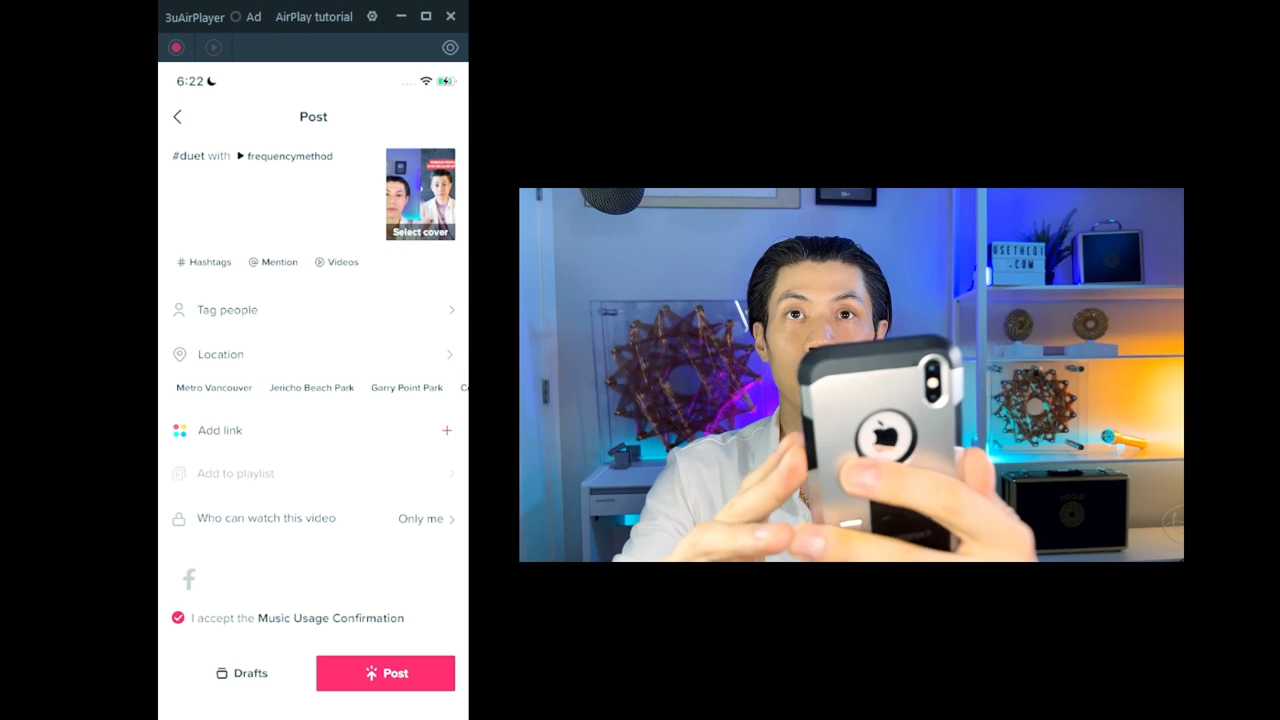 3uAirPlayer Ad AirPlay tutorial
6:22
Post
#duet with frequencymethod
Select cover
# Hashtags @ Mention Videos
Tag people
Location
Metro Vancouver Jericho Beach Park Garry Point Park
Add link +
Add to playlist
Who can watch this video Only me
I accept the Music Usage Confirmation
Drafts Post
.COM